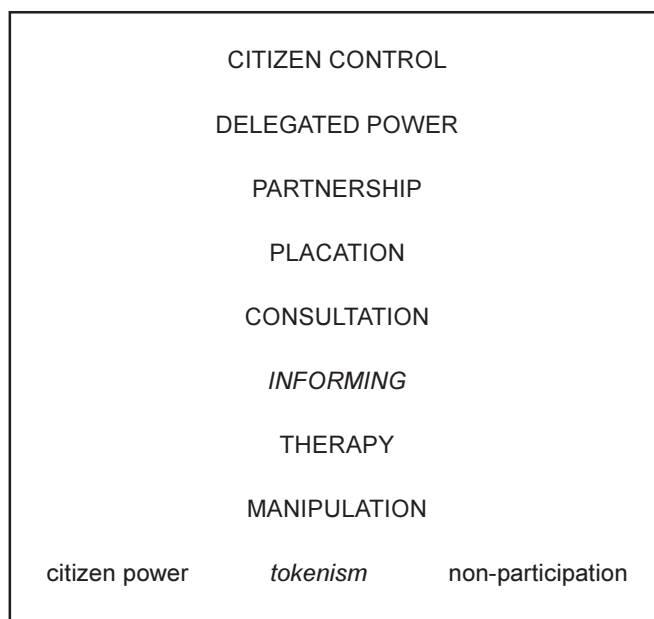 CITIZEN CONTROL
DELEGATED POWER
PARTNERSHIP
PLACATION
CONSULTATION
INFORMING
THERAPY
MANIPULATION
citizen power tokenism non-participation